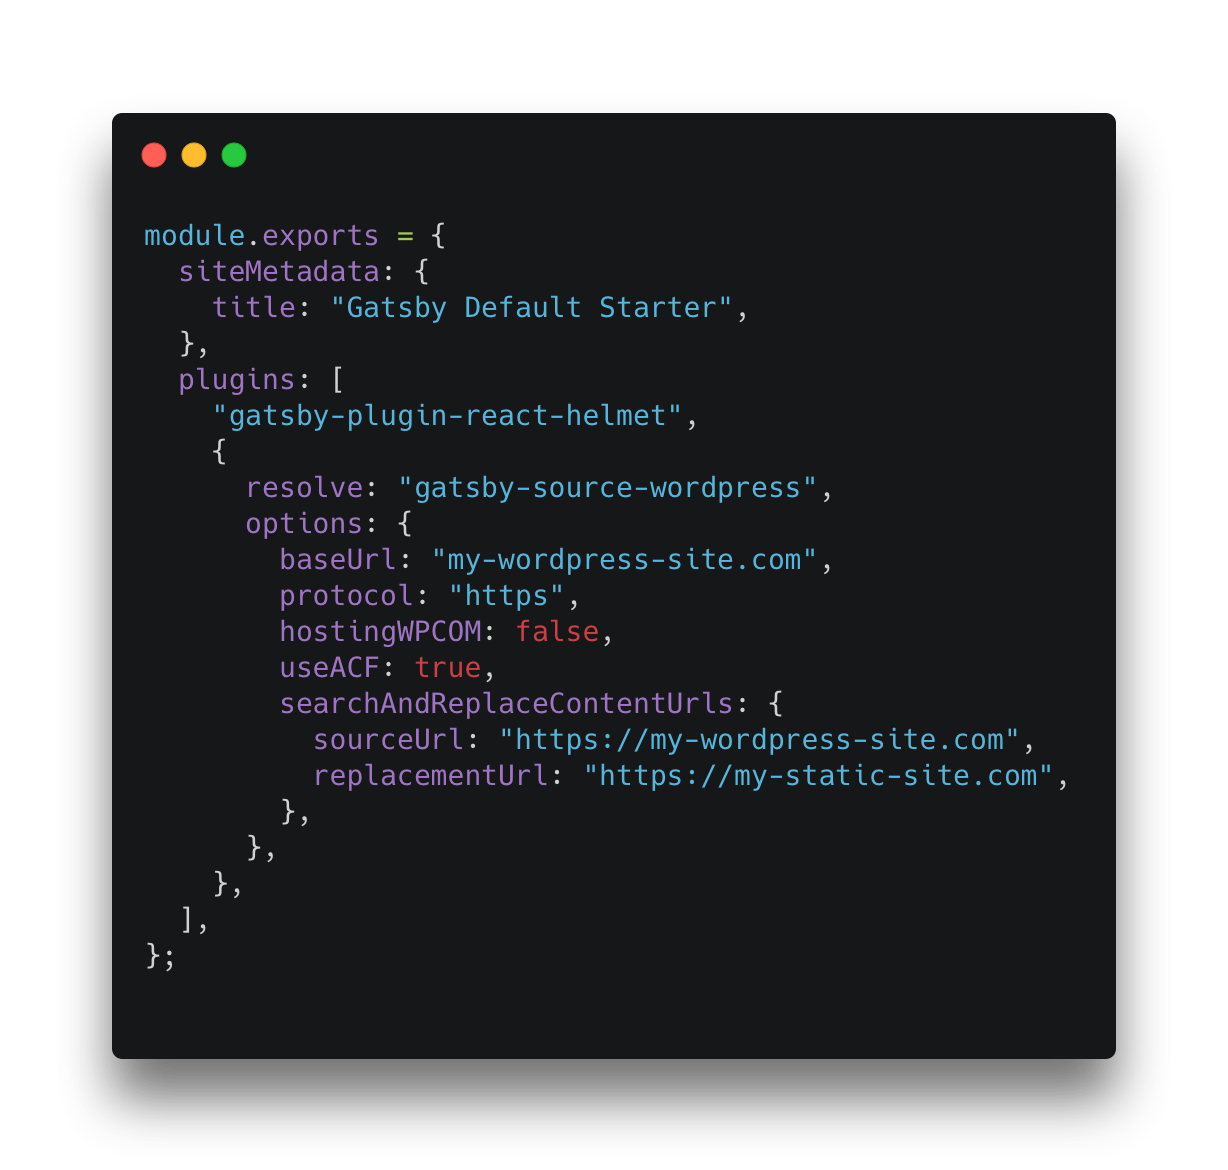 module.exports = {
  siteMetadata: {
    title: "Gatsby Default Starter",
  },
  plugins: [
    "gatsby-plugin-react-helmet",
    {
      resolve: "gatsby-source-wordpress",
      options: {
        baseUrl: "my-wordpress-site.com",
        protocol: "https",
        hostingWPCOM: false,
        useACF: true,
        searchAndReplaceContentUrls: {
          sourceUrl: "https://my-wordpress-site.com",
          replacementUrl: "https://my-static-site.com",
        },
      },
    },
  ],
};